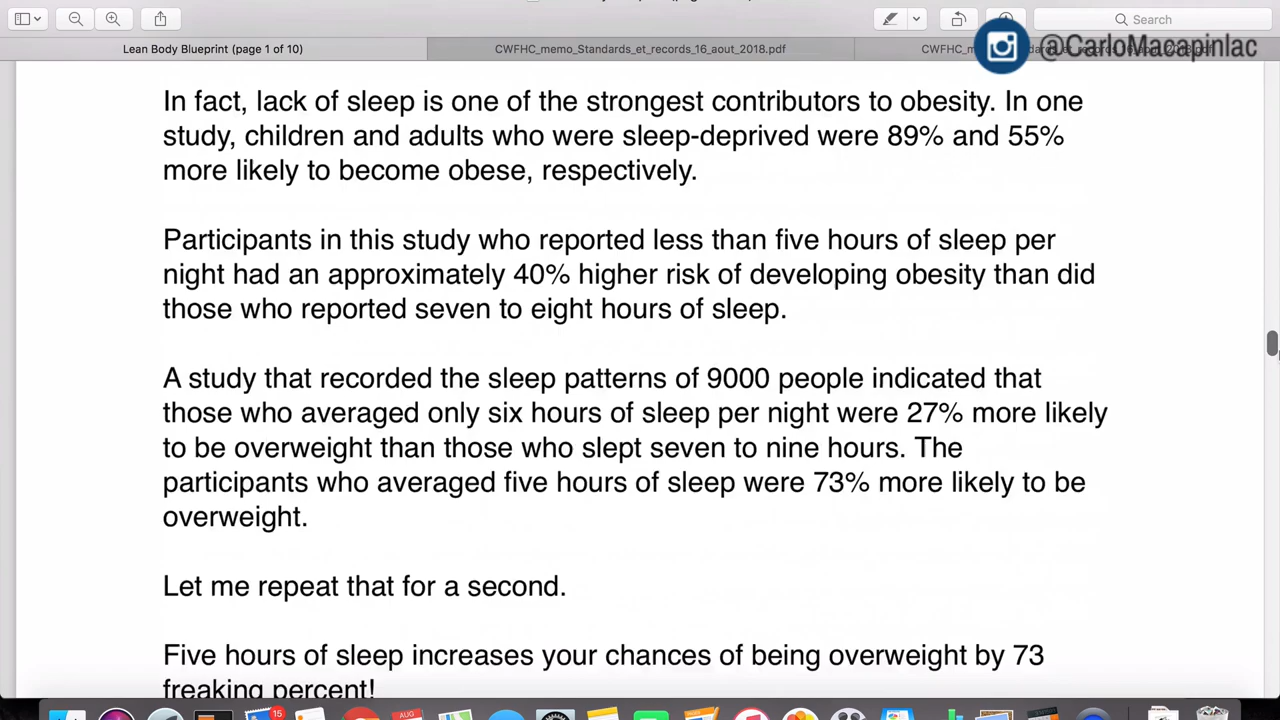 Search
Lean Body Blueprint (page 1 of 10)
CWFHC_memo_Standards_et_records_16_aout_2018.pdf
@CarloMacapinlac
In fact, lack of sleep is one of the strongest contributors to obesity. In one
study, children and adults who were sleep-deprived were 89% and 55%
more likely to become obese, respectively.
Participants in this study who reported less than five hours of sleep per
night had an approximately 40% higher risk of developing obesity than did
those who reported seven to eight hours of sleep.
A study that recorded the sleep patterns of 9000 people indicated that
those who averaged only six hours of sleep per night were 27% more likely
to be overweight than those who slept seven to nine hours. The
participants who averaged five hours of sleep were 73% more likely to be
overweight.
Let me repeat that for a second.
Five hours of sleep increases your chances of being overweight by 73
freaking percent!
15
AUG